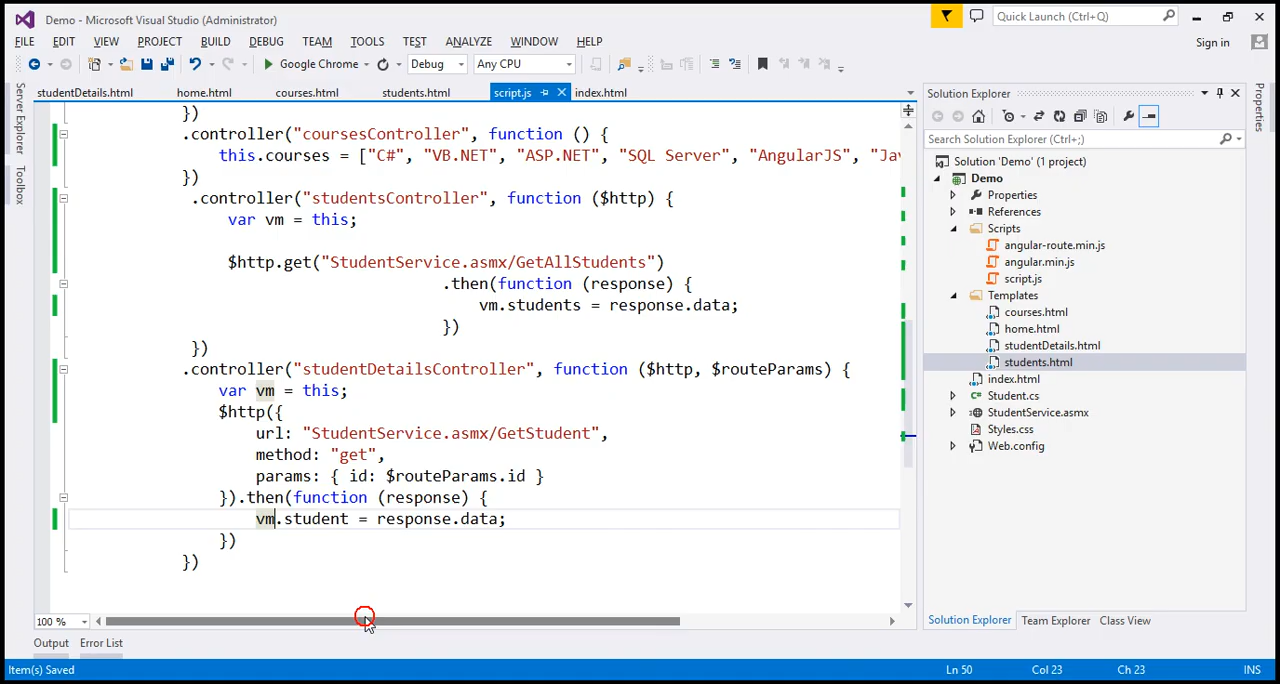 Demo - Microsoft Visual Studio (Administrator)
Quick Launch (Ctrl+Q)
FILE EDIT VIEW PROJECT BUILD DEBUG TEAM TOOLS TEST ANALYZE WINDOW HELP
Sign in
Google Chrome Debug Any CPU
Server Explorer
Toolbox
studentDetails.html home.html courses.html students.html script.js index.html
})
.controller("coursesController", function () {
this.courses = ["C#", "VB.NET", "ASP.NET", "SQL Server", "AngularJS", "Jav
})
.controller("studentsController", function ($http) {
var vm = this;
$http.get("StudentService.asmx/GetAllStudents")
.then(function (response) {
vm.students = response.data;
})
})
.controller("studentDetailsController", function ($http, $routeParams) {
var vm = this;
$http({
url: "StudentService.asmx/GetStudent",
method: "get",
params: { id: $routeParams.id }
}).then(function (response) {
vm.student = response.data;
})
})
100 %
Solution Explorer
Search Solution Explorer (Ctrl+;)
Solution 'Demo' (1 project)
Demo
Properties
References
Scripts
angular-route.min.js
angular.min.js
script.js
Templates
courses.html
home.html
studentDetails.html
students.html
index.html
Student.cs
StudentService.asmx
Styles.css
Web.config
Solution Explorer Team Explorer Class View
Properties
Output Error List
Item(s) Saved Ln 50 Col 23 Ch 23 INS